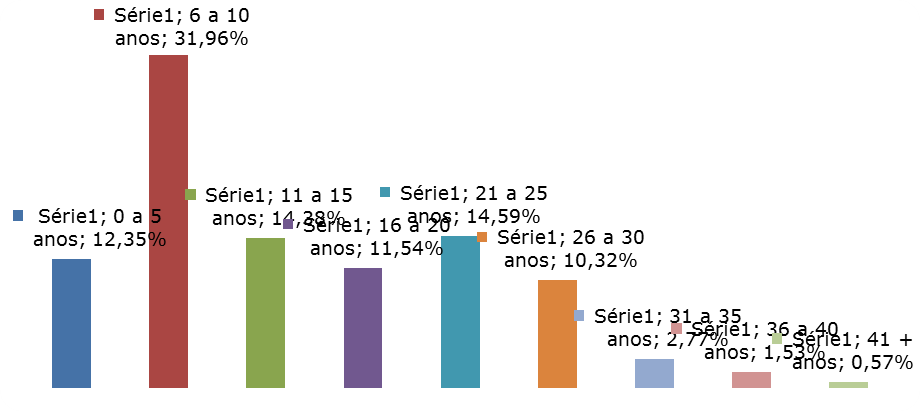 Série1; 6 a 10
anos; 31,96%
Série1; 0 a 5
anos; 12,35%
Série1; 11 a 15
anos; 14,38%
Série1; 16 a 20
anos; 11,54%
Série1; 21 a 25
anos; 14,59%
Série1; 26 a 30
anos; 10,32%
Série1; 31 a 35
anos; 2,77%
Série1; 36 a 40
anos; 1,53%
Série1; 41 +
anos; 0,57%